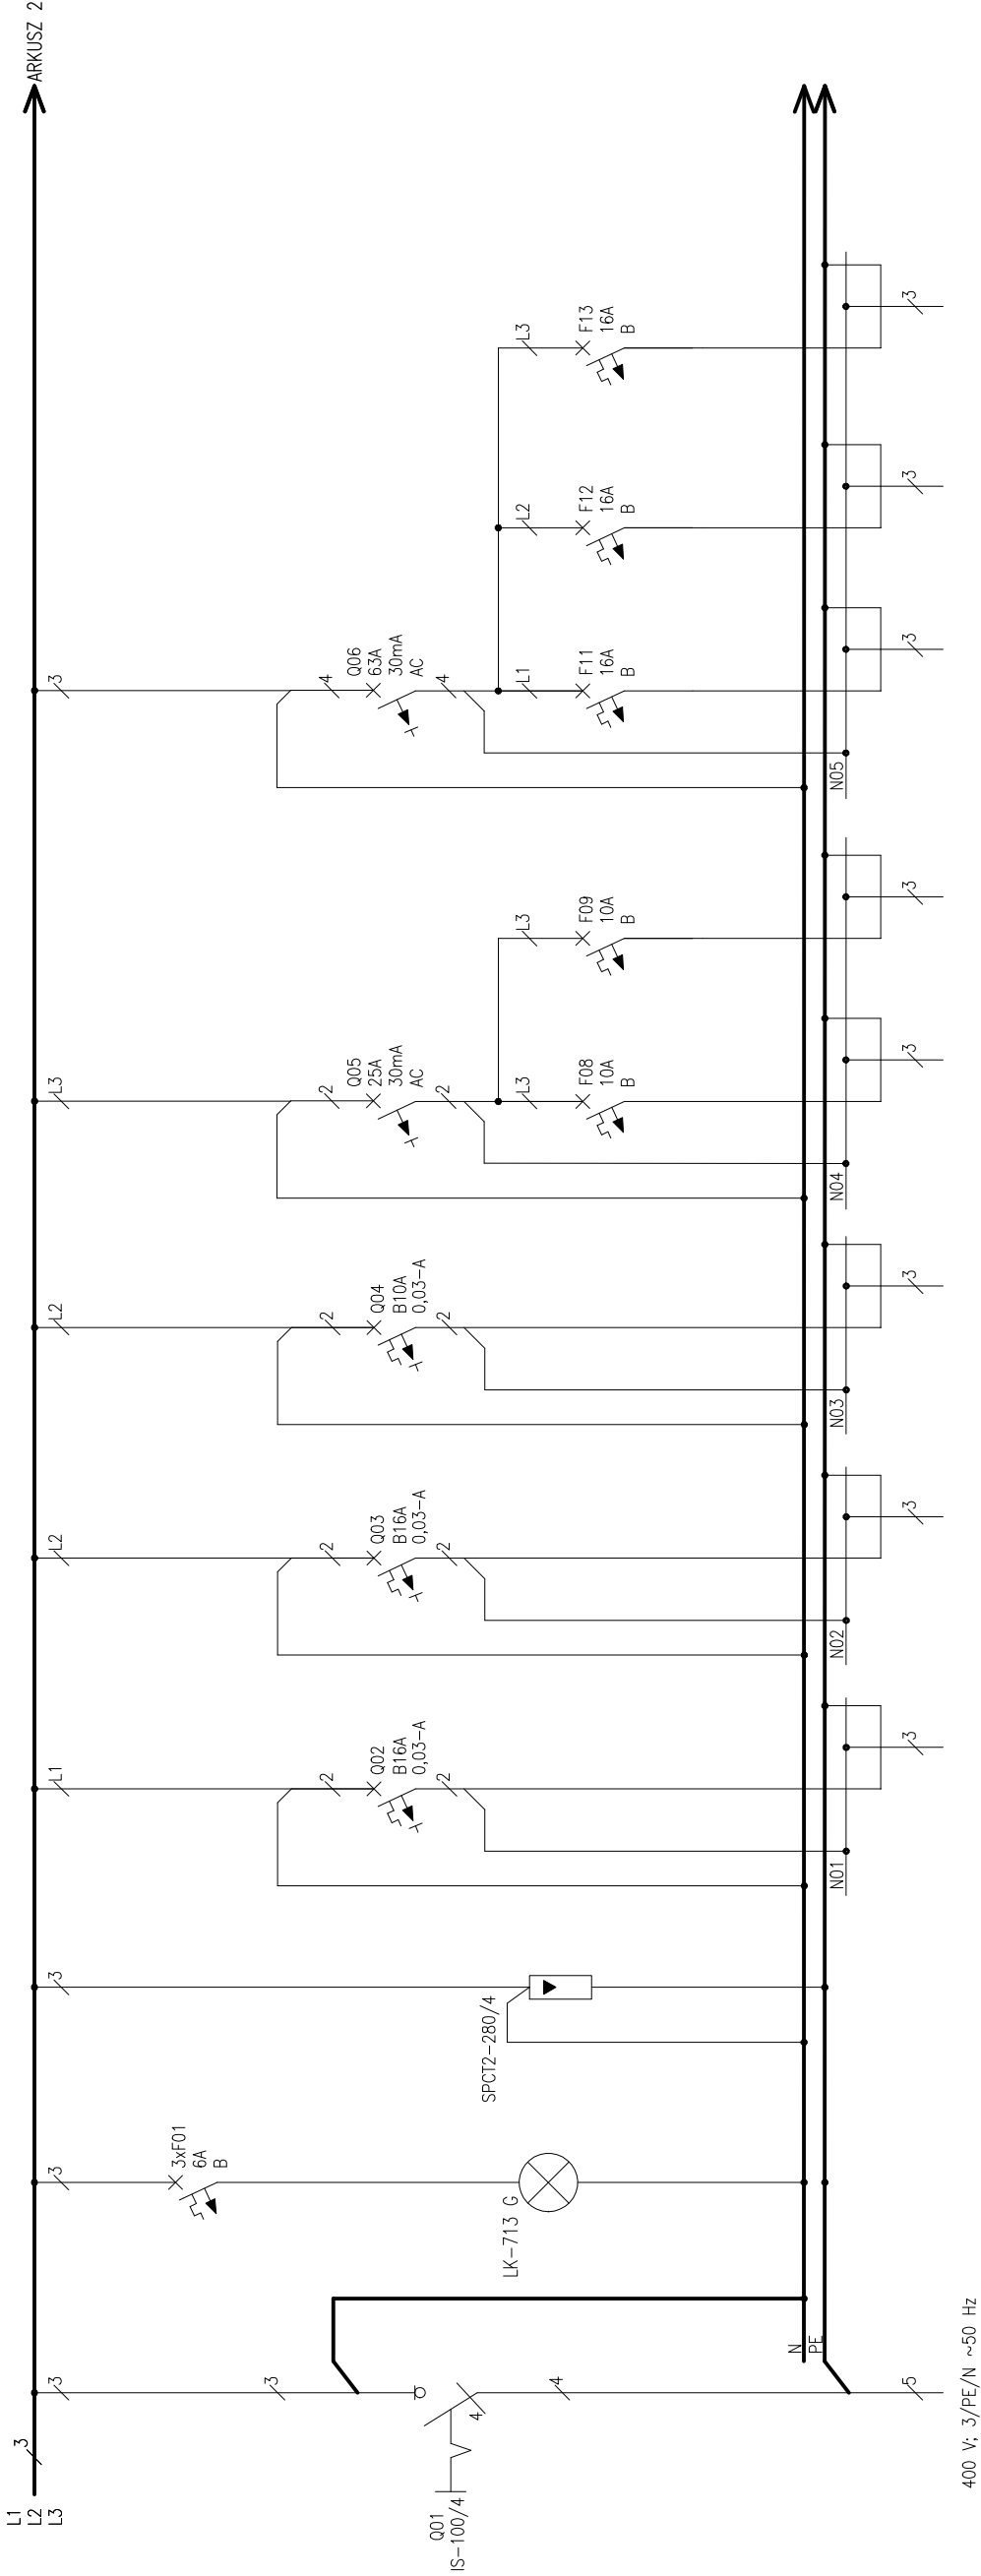 L1
L2
L3
3
ARKUSZ 2
3
3
Q01
IS-100/4
4
4
5
400 V; 3/PE/N ~50 Hz
N
PE
3
3xF01
6A
B
LK-713 G
3
SPCT2-280/4
L1
2
Q02
B16A
0,03-A
2
N01
3
L2
2
Q03
B16A
0,03-A
2
N02
3
L2
2
Q04
B10A
0,03-A
2
N03
3
L3
2
Q05
25A
30mA
AC
2
L3
F08
10A
B
L3
F09
10A
B
N04
3
3
3
4
Q06
63A
30mA
AC
4
L1
F11
16A
B
L2
F12
16A
B
L3
F13
16A
B
N05
3
3
3